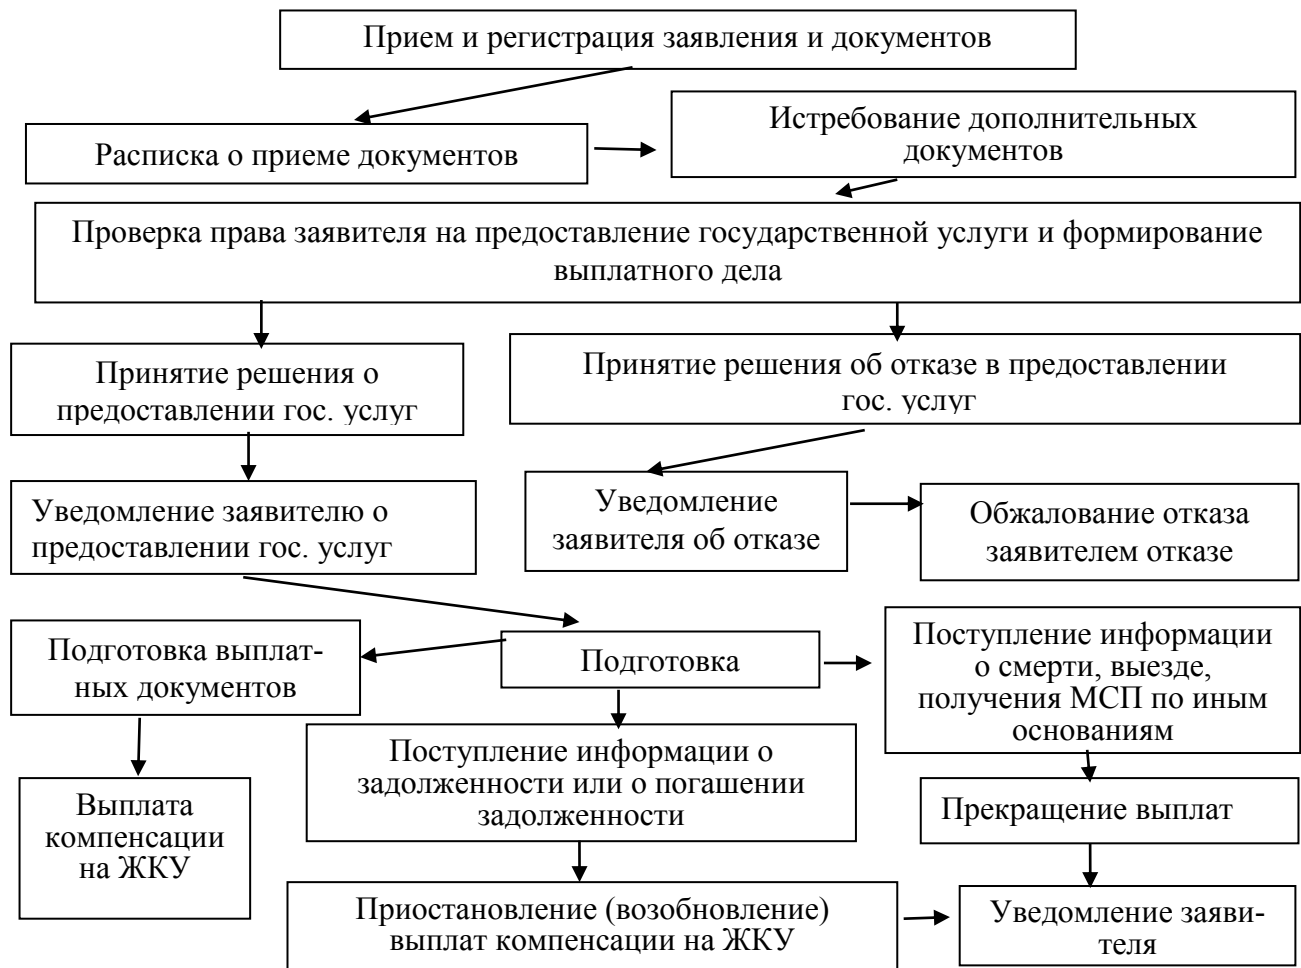 Прием и регистрация заявления и документов
Расписка о приеме документов
Истребование дополнительных
документов
Проверка права заявителя на предоставление государственной услуги и формирование
выплатного дела
Принятие решения о
предоставлении гос. услуг
Принятие решения об отказе в предоставлении
гос. услуг
Уведомление заявителю о
предоставлении гос. услуг
Уведомление
заявителя об отказе
Обжалование отказа
заявителем отказе
Подготовка выплат-
ных документов
Подготовка
Поступление информации
о смерти, выезде,
получения МСП по иным
основаниям
Выплата
компенсации
на ЖКУ
Поступление информации о
задолженности или о погашении
задолженности
Прекращение выплат
Приостановление (возобновление)
выплат компенсации на ЖКУ
Уведомление заяви-
теля